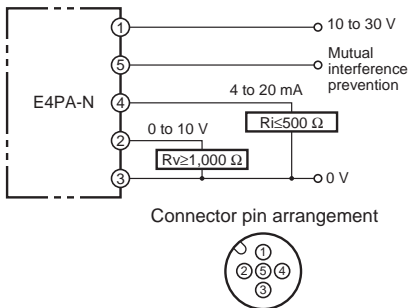 ① 10 to 30 V
⑤ Mutual
interference
prevention
E4PA-N
④ 4 to 20 mA
Ri≤500 Ω
② 0 to 10 V
Rv≥1,000 Ω
③ 0 V
Connector pin arrangement
①
② ⑤ ④
③